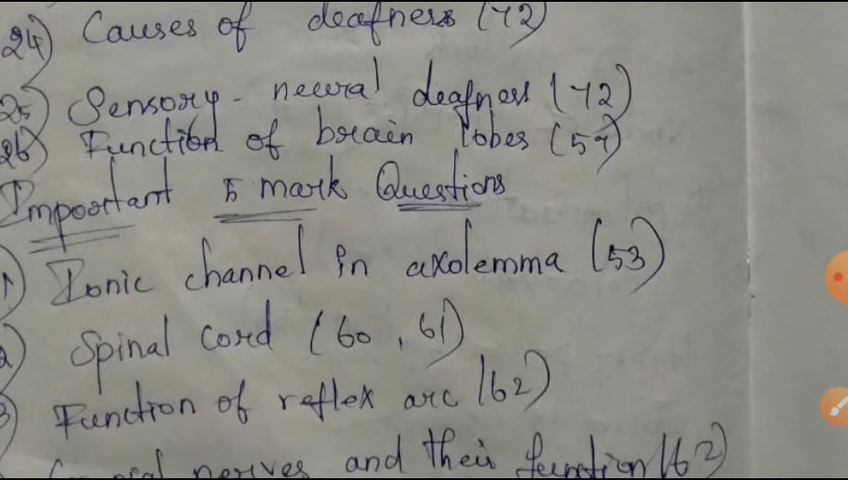 24) Causes of deafness (72)
25) Sensory - neural deafness (72)
26) Function of brain lobes (57)
Important 5 mark Questions
1) Ionic channel in axolemma (53)
2) Spinal cord (60, 61)
3) Function of reflex arc (62)
nerves and their function (62)